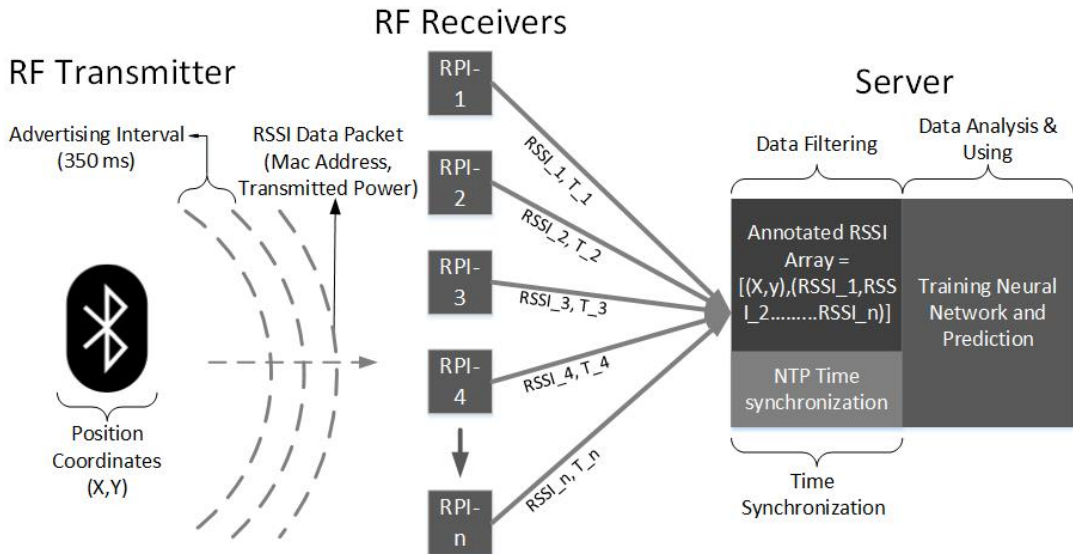 RF Receivers
RF Transmitter
Server
Advertising Interval
(350 ms)
RSSI Data Packet
(Mac Address,
Transmitted Power)
RPI-
1
RPI-
2
RPI-
3
RPI-
4
RPI-
n
RSSI_1, T_1
RSSI_2, T_2
RSSI_3, T_3
RSSI_4, T_4
RSSI_n, T_n
Position
Coordinates
(X,Y)
Data Filtering
Data Analysis &
Using
Annotated RSSI
Array =
[(X,y),(RSSI_1,RSS
I_2.........RSSI_n)]
NTP Time
synchronization
Training Neural
Network and
Prediction
Time
Synchronization